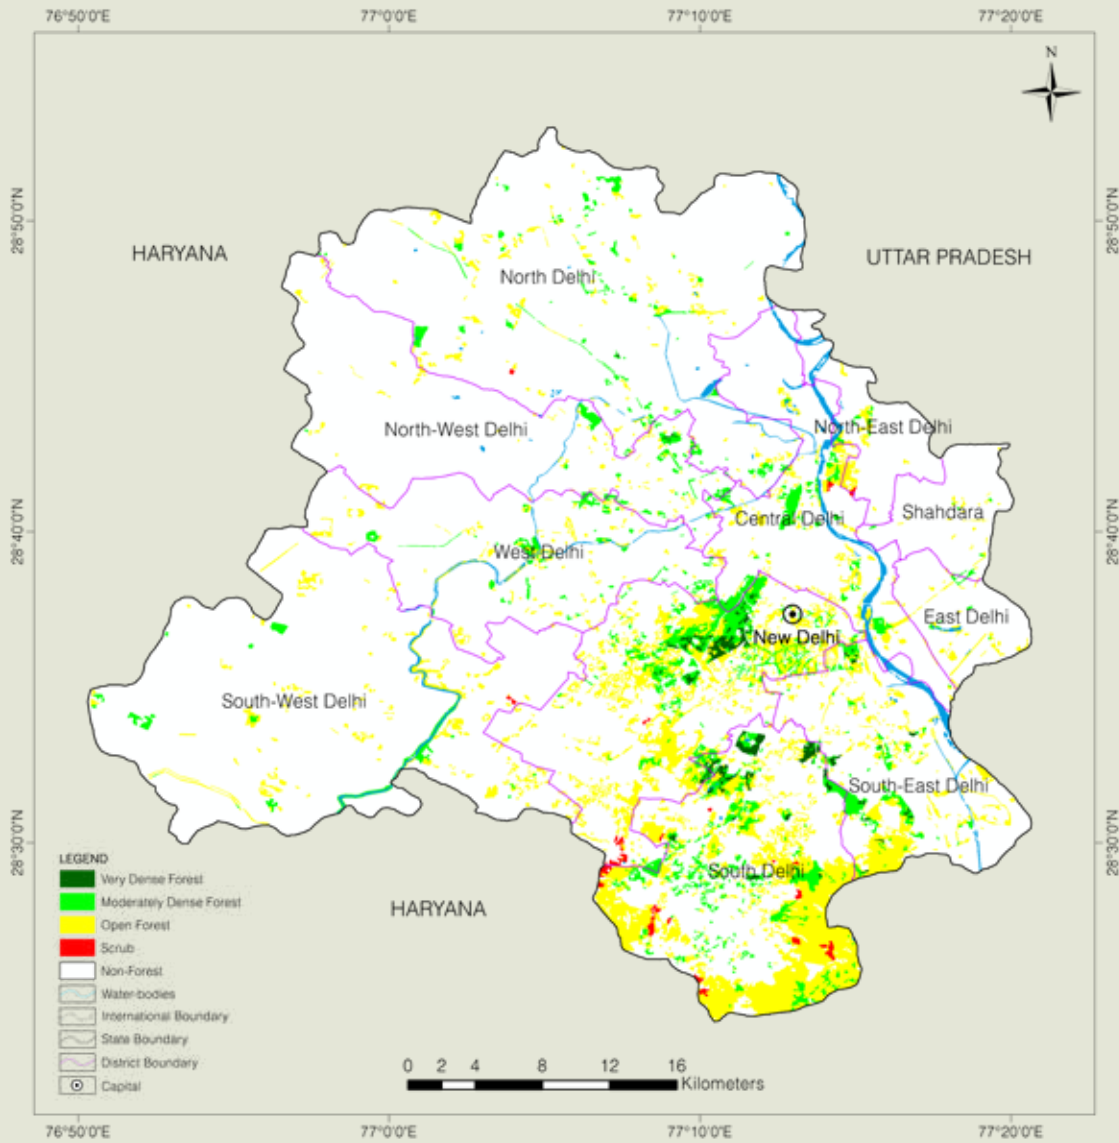 76°50'0"E 77°0'0"E 77°10'0"E 77°20'0"E
N
28°50'0"N 28°50'0"N
HARYANA
UTTAR PRADESH
North Delhi
North-West Delhi
North-East Delhi
28°40'0"N 28°40'0"N
Central Delhi
Shahdara
West Delhi
East Delhi
New Delhi
South-West Delhi
South-East Delhi
28°30'0"N 28°30'0"N
South Delhi
HARYANA
LEGEND
Very Dense Forest
Moderately Dense Forest
Open Forest
Scrub
Non-Forest
Water-bodies
International Boundary
State Boundary
District Boundary
Capital
0 2 4 8 12 16
Kilometers
76°50'0"E 77°0'0"E 77°10'0"E 77°20'0"E